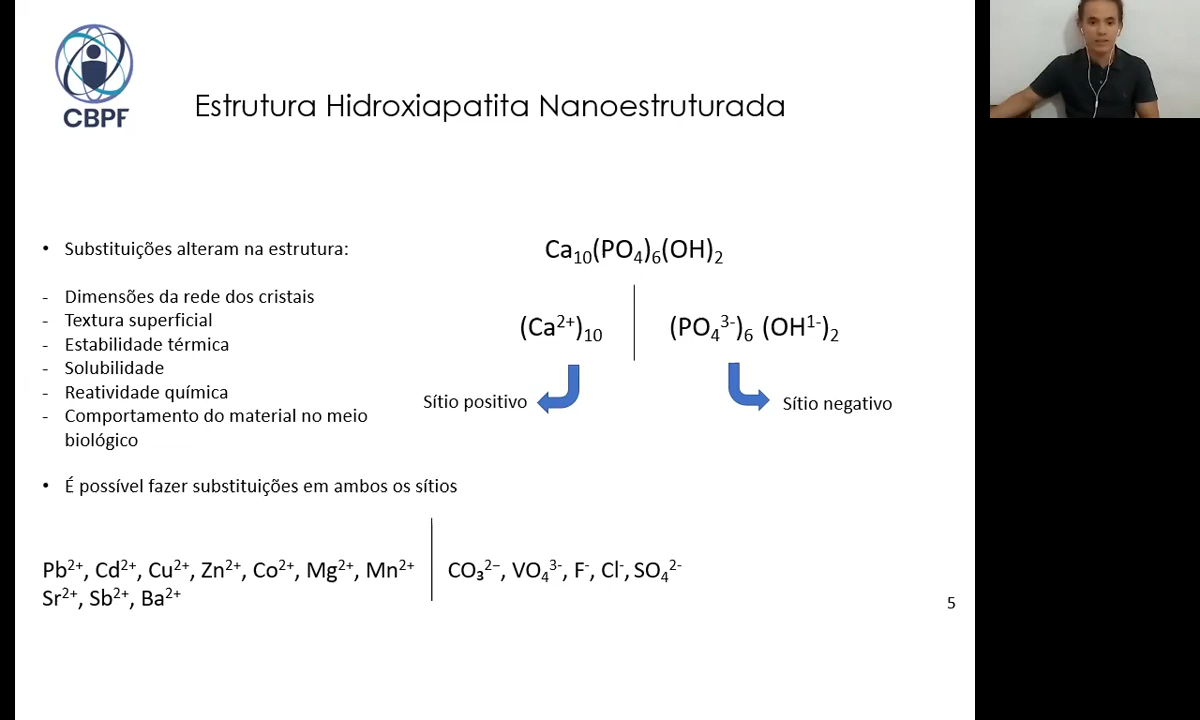 CBPF
Estrutura Hidroxiapatita Nanoestruturada
• Substituições alteram na estrutura:
- Dimensões da rede dos cristais
- Textura superficial
- Estabilidade térmica
- Solubilidade
- Reatividade química
- Comportamento do material no meio
biológico
Ca₁₀(PO₄)₆(OH)₂
(Ca²⁺)₁₀ (PO₄³⁻)₆ (OH¹⁻)₂
Sítio positivo
Sítio negativo
• É possível fazer substituições em ambos os sítios
Pb²⁺, Cd²⁺, Cu²⁺, Zn²⁺, Co²⁺, Mg²⁺, Mn²⁺
Sr²⁺, Sb²⁺, Ba²⁺
CO₃²⁻, VO₄³⁻, F⁻, Cl⁻, SO₄²⁻
5